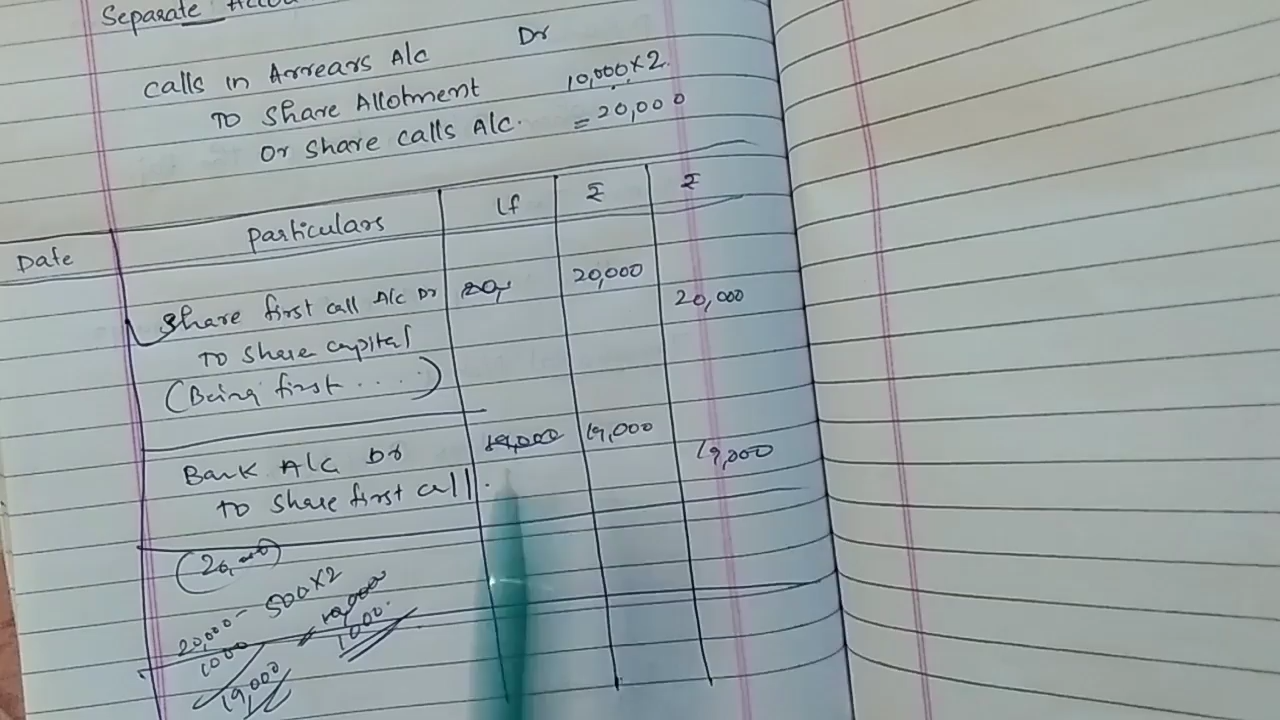 Separate
calls in Arrears A/c Dr
To Share Allotment 10,000×2
Or share calls A/c. =20,000
Date Particulars Lf ₹ ₹
Share first call A/c Dr 20,000
To Share capital 20,000
(Being first ....)
Bank A/c Dr 19,000 19,000
To Share first call. 19,000
20,000 - 500×2
1000
1000.
19,000